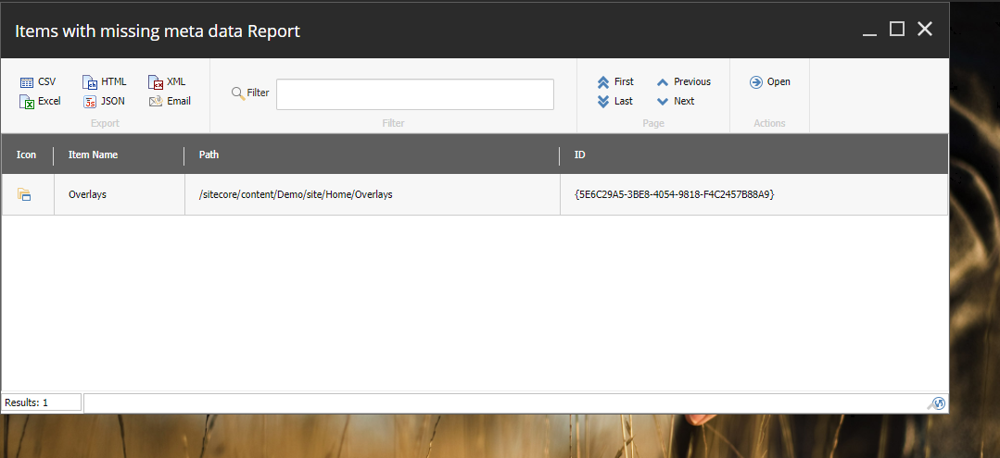 Items with missing meta data Report
CSV HTML XML
Excel JSON Email
Export
Filter
Filter
First Previous
Last Next
Page
Open
Actions
Icon Item Name Path ID
Overlays /sitecore/content/Demo/site/Home/Overlays {5E6C29A5-3BE8-4054-9818-F4C2457B88A9}
Results: 1